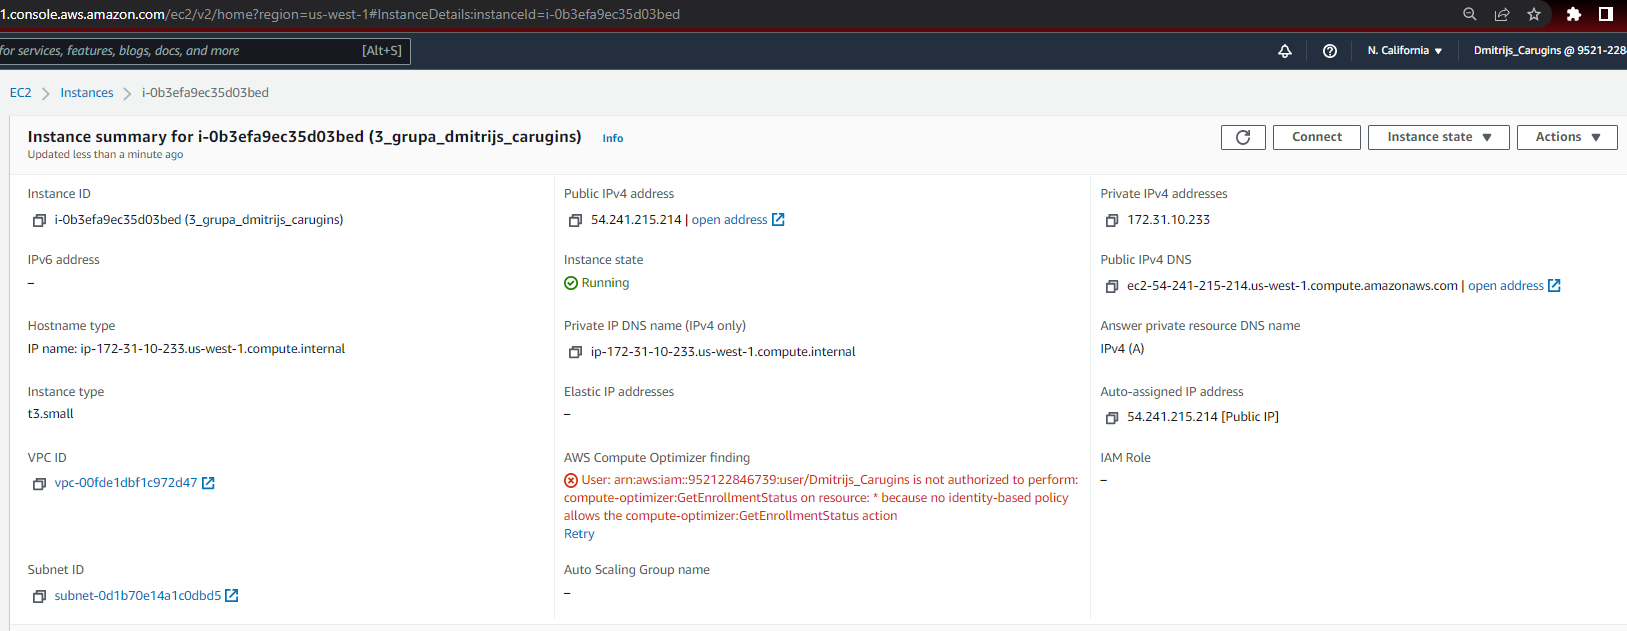 1.console.aws.amazon.com/ec2/v2/home?region=us-west-1#InstanceDetails:instanceId=i-0b3efa9ec35d03bed
for services, features, blogs, docs, and more [Alt+S] N. California ▼ Dmitrijs_Carugins @ 9521-228
EC2 > Instances > i-0b3efa9ec35d03bed
Instance summary for i-0b3efa9ec35d03bed (3_grupa_dmitrijs_carugins) Info
Updated less than a minute ago
Connect Instance state ▼ Actions ▼
Instance ID
i-0b3efa9ec35d03bed (3_grupa_dmitrijs_carugins)
Public IPv4 address
54.241.215.214 | open address
Private IPv4 addresses
172.31.10.233
IPv6 address
–
Instance state
Running
Public IPv4 DNS
ec2-54-241-215-214.us-west-1.compute.amazonaws.com | open address
Hostname type
IP name: ip-172-31-10-233.us-west-1.compute.internal
Private IP DNS name (IPv4 only)
ip-172-31-10-233.us-west-1.compute.internal
Answer private resource DNS name
IPv4 (A)
Instance type
t3.small
Elastic IP addresses
–
Auto-assigned IP address
54.241.215.214 [Public IP]
VPC ID
vpc-00fde1dbf1c972d47
AWS Compute Optimizer finding
User: arn:aws:iam::952122846739:user/Dmitrijs_Carugins is not authorized to perform:
compute-optimizer:GetEnrollmentStatus on resource: * because no identity-based policy
allows the compute-optimizer:GetEnrollmentStatus action
Retry
IAM Role
–
Subnet ID
subnet-0d1b70e14a1c0dbd5
Auto Scaling Group name
–